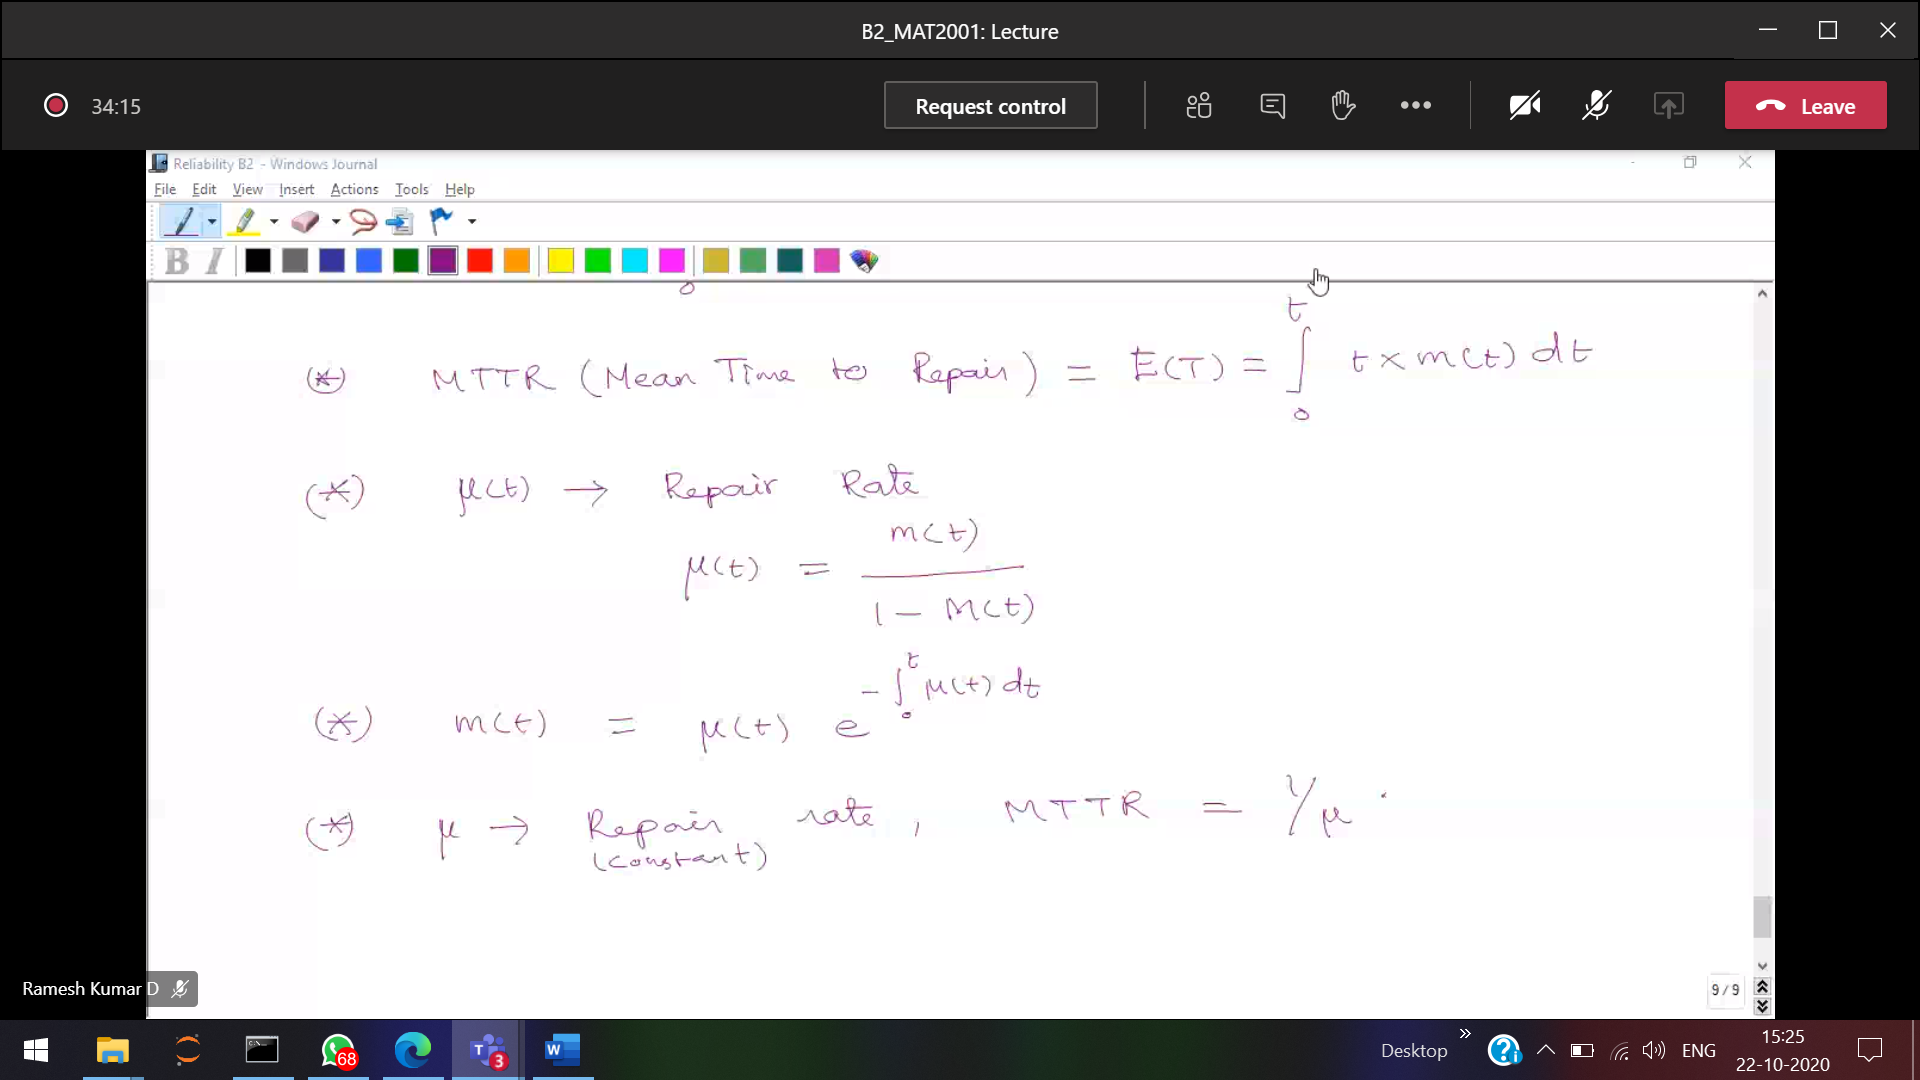 B2_MAT2001: Lecture
34:15
Request control
Leave
Reliability B2 - Windows Journal
File Edit View Insert Actions Tools Help
B I
(*) MTTR (Mean Time to Repair) = E(T) = ∫₀ᵗ t × m(t) dt
(*) μ(t) → Repair Rate
μ(t) = m(t) / 1 - M(t)
(*) m(t) = μ(t) e^(-∫₀ᵗ μ(t) dt)
(*) μ → Repair rate, MTTR = 1/μ .
(constant)
Ramesh Kumar D
9 / 9
68
T 3
W
Desktop
ENG
15:25
22-10-2020